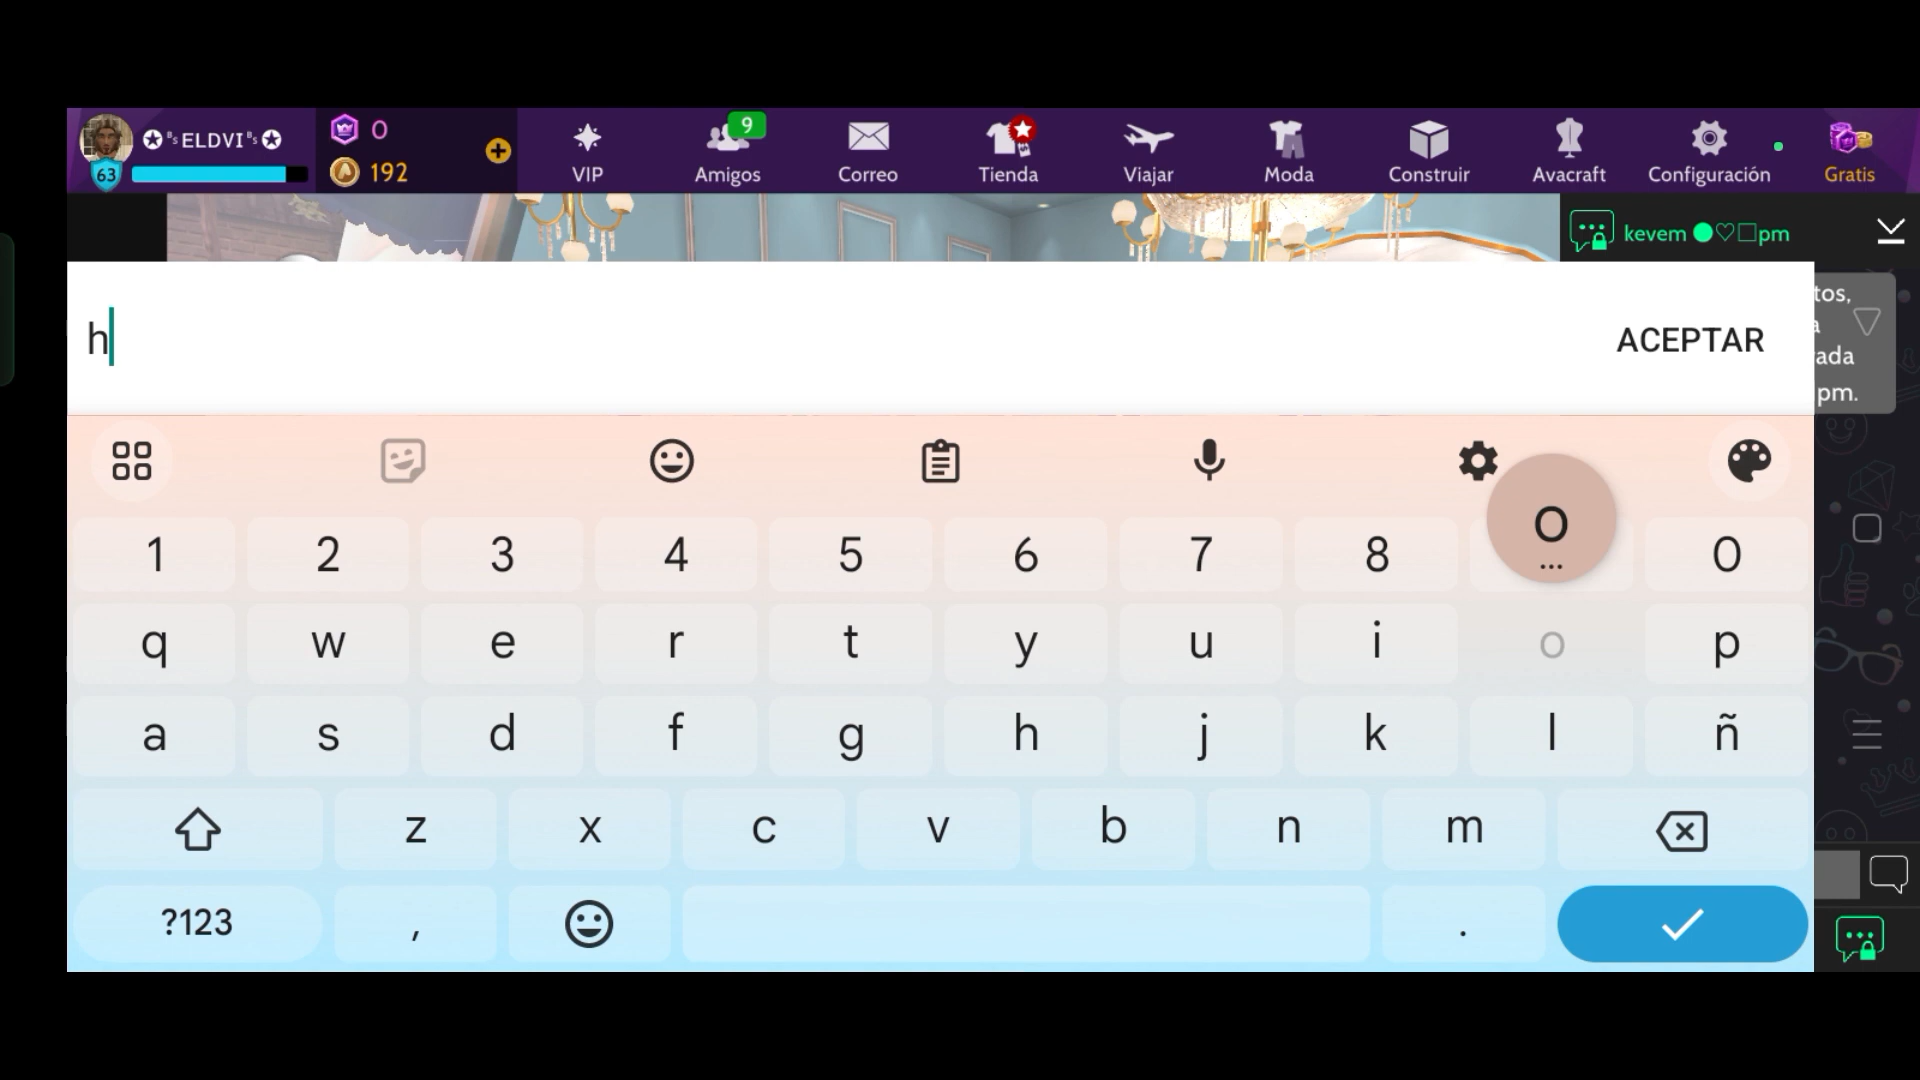 ✪ᴮsELDVIᴮs✪
63
0
192
VIP
9
Amigos
Correo
Tienda
Viajar
Moda
Construir
Avacraft
Configuración
Gratis
kevem ●♡□pm
h
ACEPTAR
tos,
a
ada
pm.
1 2 3 4 5 6 7 8 o 0
...
q w e r t y u i o p
a s d f g h j k l ñ
z x c v b n m
?123 , .